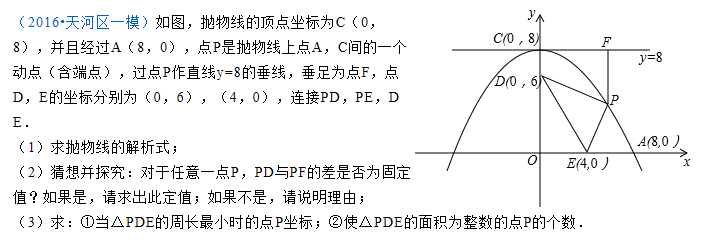 （2016•天河区一模）如图，抛物线的顶点坐标为C（0，
8），并且经过A（8，0），点P是抛物线上点A，C间的一个
动点（含端点），过点P作直线y=8的垂线，垂足为点F，点
D，E的坐标分别为（0，6），（4，0），连接PD，PE，D
E．
（1）求抛物线的解析式；
（2）猜想并探究：对于任意一点P，PD与PF的差是否为固定
值？如果是，请求出此定值；如果不是，请说明理由；
（3）求：①当△PDE的周长最小时的点P坐标；②使△PDE的面积为整数的点P的个数．
y
C(0，8)
F
y=8
D(0，6)
P
A(8,0)
O
E(4,0)
x